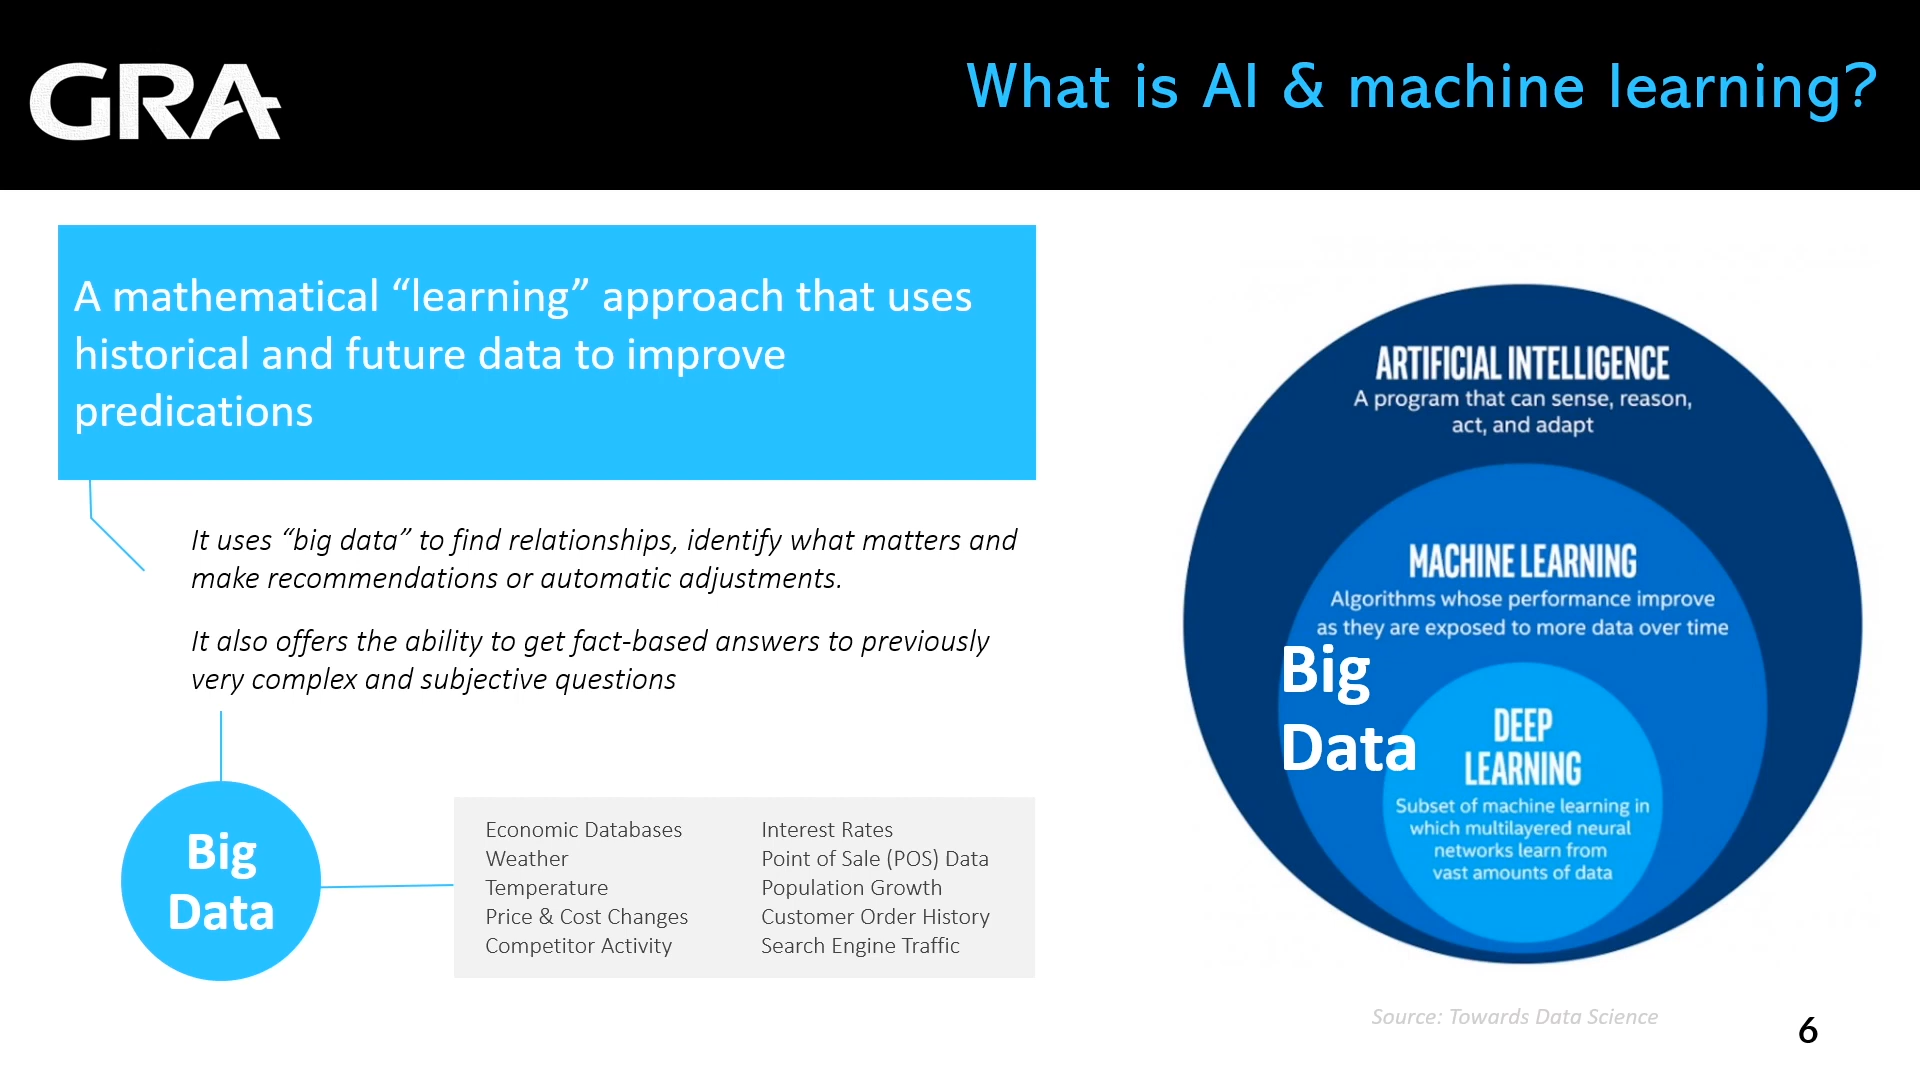 GRA
What is AI & machine learning?
A mathematical “learning” approach that uses
historical and future data to improve
predications
It uses “big data” to find relationships, identify what matters and
make recommendations or automatic adjustments.
It also offers the ability to get fact-based answers to previously
very complex and subjective questions
Big
Data
Economic Databases
Weather
Temperature
Price & Cost Changes
Competitor Activity
Interest Rates
Point of Sale (POS) Data
Population Growth
Customer Order History
Search Engine Traffic
ARTIFICIAL INTELLIGENCE
A program that can sense, reason,
act, and adapt
MACHINE LEARNING
Algorithms whose performance improve
as they are exposed to more data over time
Big
Data
DEEP
LEARNING
Subset of machine learning in
which multilayered neural
networks learn from
vast amounts of data
Source: Towards Data Science
6